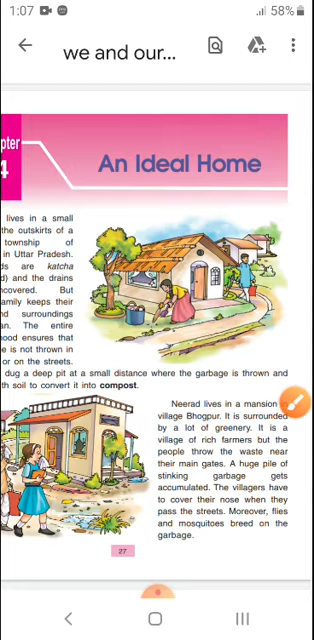 1:07
58%
we and our...
pter
4
An Ideal Home
lives in a small
the outskirts of a
township of
in Uttar Pradesh.
ds are katcha
d) and the drains
ncovered. But
amily keeps their
nd surroundings
an. The entire
ood ensures that
e is not thrown in
or on the streets.
dug a deep pit at a small distance where the garbage is thrown and
th soil to convert it into compost.
Neerad lives in a mansion
village Bhogpur. It is surrounded
by a lot of greenery. It is a
village of rich farmers but the
people throw the waste near
their main gates. A huge pile of
stinking garbage gets
accumulated. The villagers have
to cover their nose when they
pass the streets. Moreover, flies
and mosquitoes breed on the
garbage.
27